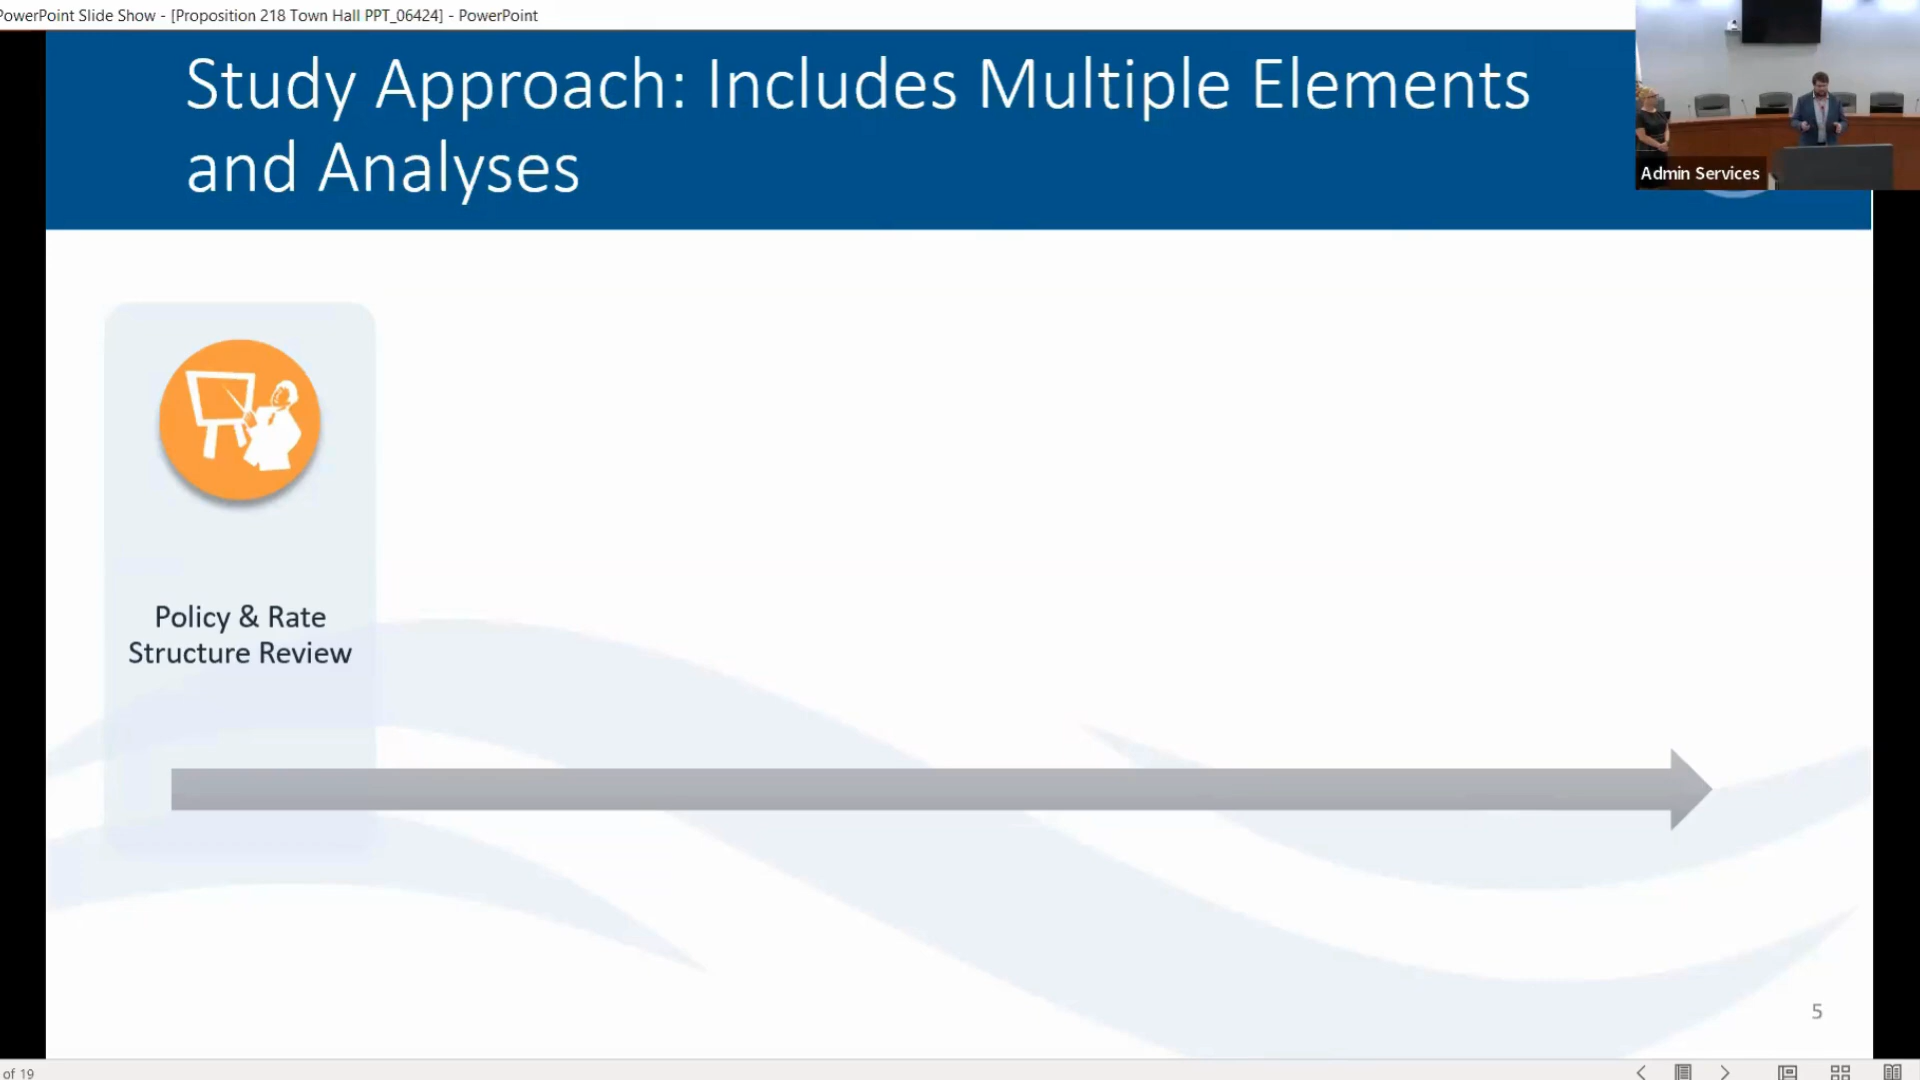 PowerPoint Slide Show - [Proposition 218 Town Hall PPT_06424] - PowerPoint
Study Approach: Includes Multiple Elements
and Analyses
Admin Services
Policy & Rate
Structure Review
5
of 19